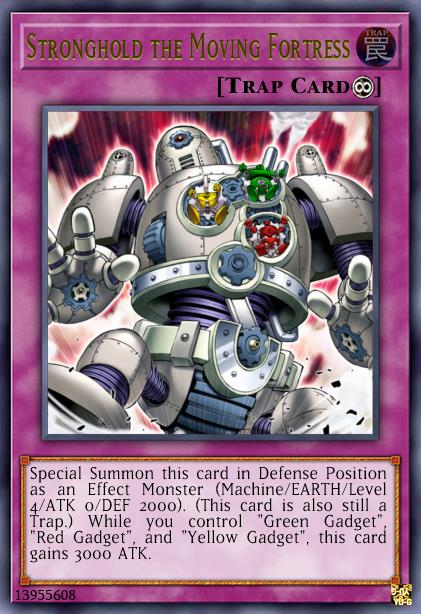 Stronghold the Moving Fortress
TRAP
罠
[Trap Card]
Special Summon this card in Defense Position
as an Effect Monster (Machine/EARTH/Level
4/ATK 0/DEF 2000). (This card is also still a
Trap.) While you control "Green Gadget",
"Red Gadget", and "Yellow Gadget", this card
gains 3000 ATK.
13955608